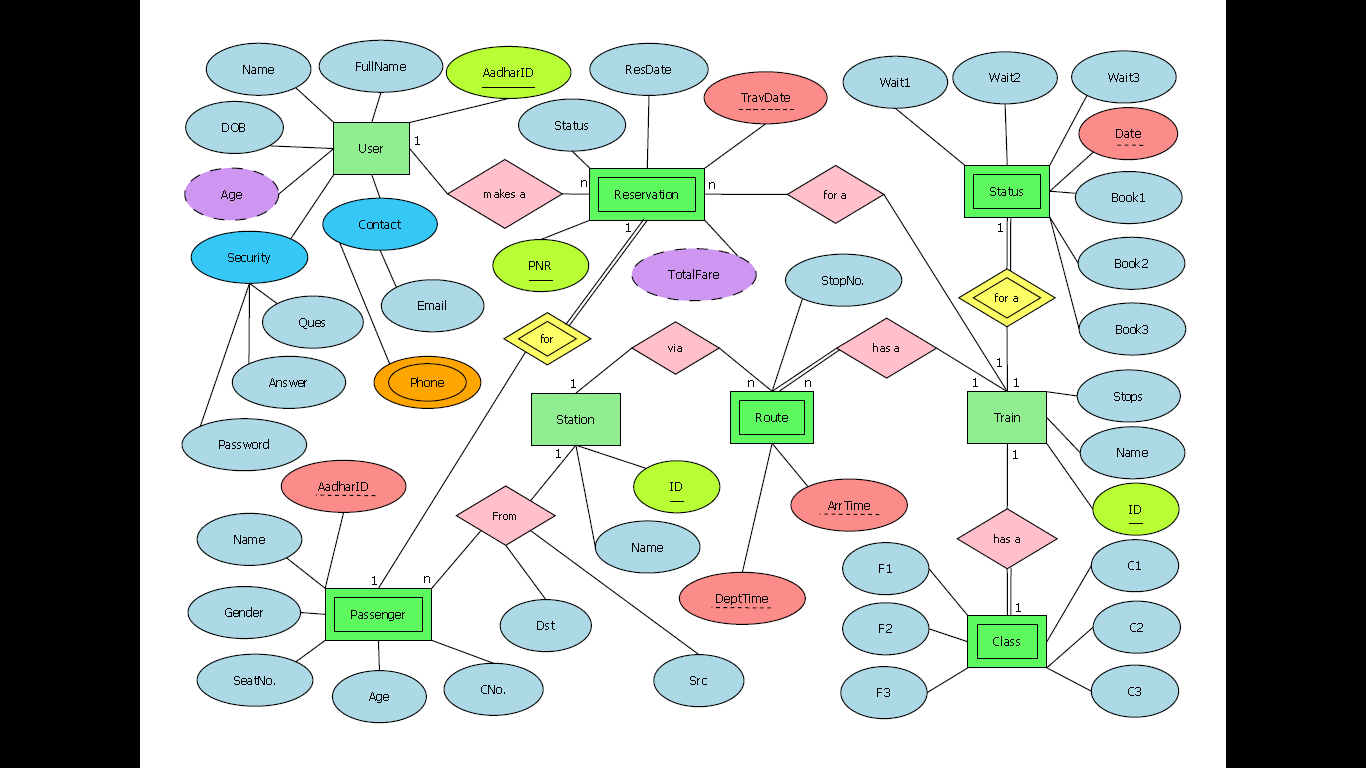 Name
FullName
AadharID
ResDate
TravDate
Wait1
Wait2
Wait3
DOB
Status
Date
User
1
makes a
n
Reservation
n
for a
Status
Book1
Age
Contact
1
1
Book2
Security
PNR
TotalFare
StopNo.
for a
Book3
Email
Ques
for
via
has a
1
Answer
Phone
1
n
n
1
1
Stops
Station
Route
Train
Password
1
1
Name
AadharID
ID
ArrTime
ID
From
Name
Name
has a
F1
C1
1
n
DeptTime
1
Gender
Passenger
Dst
F2
Class
C2
SeatNo.
Age
CNo.
Src
F3
C3